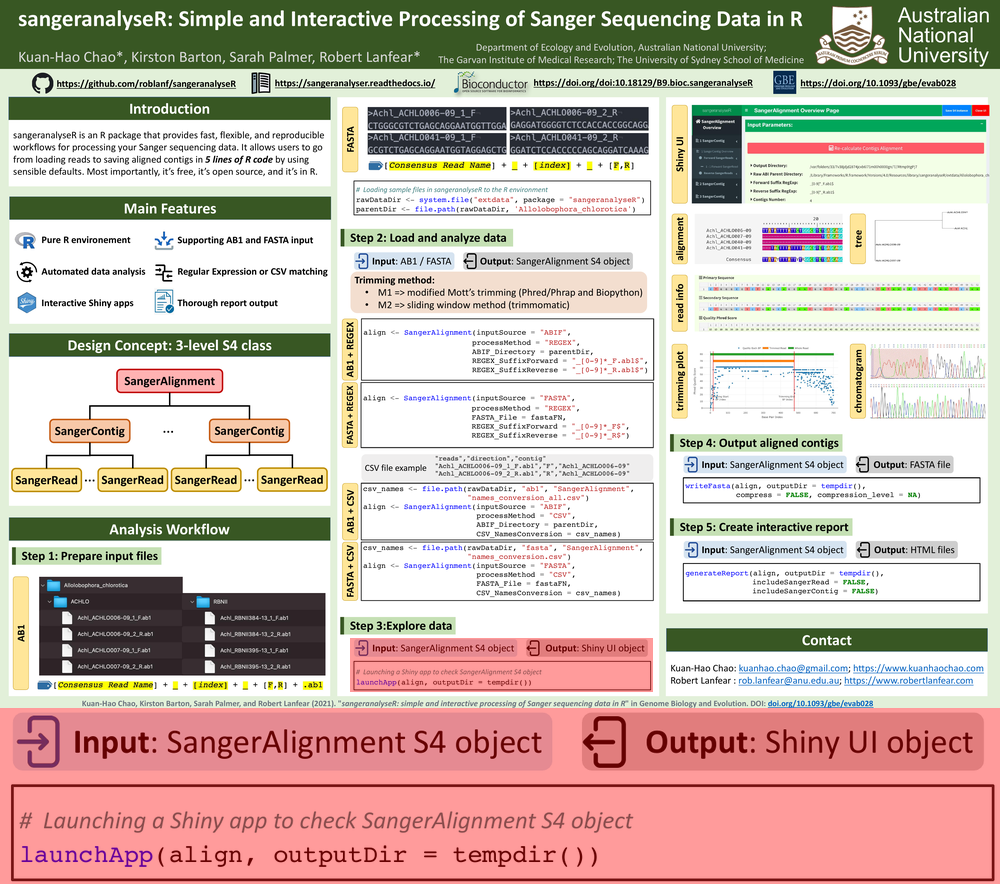 sangeranalyseR: Simple and Interactive Processing of Sanger Sequencing Data in R
Kuan-Hao Chao*, Kirston Barton, Sarah Palmer, Robert Lanfear*
Department of Ecology and Evolution, Australian National University;
The Garvan Institute of Medical Research; The University of Sydney School of Medicine
Australian
National
University
https://github.com/roblanf/sangeranalyseR
https://sangeranalyser.readthedocs.io/
Bioconductor
https://doi.org/doi:10.18129/B9.bioc.sangeranalyseR
GBE
https://doi.org/10.1093/gbe/evab028
Introduction
sangeranalyseR is an R package that provides fast, flexible, and reproducible
workflows for processing your Sanger sequencing data. It allows users to go
from loading reads to saving aligned contigs in 5 lines of R code by using
sensible defaults. Most importantly, it's free, it's open source, and it's in R.
Main Features
Pure R environement
Supporting AB1 and FASTA input
Automated data analysis
Regular Expression or CSV matching
Interactive Shiny apps
Thorough report output
Design Concept: 3-level S4 class
SangerAlignment
SangerContig
...
SangerContig
SangerRead
...
SangerRead
SangerRead
...
SangerRead
Analysis Workflow
Step 1: Prepare input files
AB1
Allolobophora_chlorotica
ACHLO
RBNII
Achl_ACHLO006-09_1_F.ab1
Achl_RBNII384-13_1_F.ab1
Achl_ACHLO006-09_2_R.ab1
Achl_RBNII384-13_2_R.ab1
Achl_ACHLO007-09_1_F.ab1
Achl_RBNII395-13_1_F.ab1
Achl_ACHLO007-09_2_R.ab1
Achl_RBNII395-13_2_R.ab1
[Consensus Read Name] + _ + [index] + _ + [F,R] + .ab1
FASTA
>Achl_ACHLO006-09_1_F
CTGGGCGTCTGAGCAGGAATGGTTGGA
>Achl_ACHLO006-09_2_R
GAGGATGGGGTCTCCACCACCGGCAGG
>Achl_ACHLO041-09_1_F
GCGTCTGAGCAGGAATGGTAGGAGCTG
>Achl_ACHLO041-09_2_R
GGATCTCCACCCCCAGCAGGATCAAAG
[Consensus Read Name] + _ + [index] + _ + [F,R]
# Loading sample files in sangeranalyseR to the R environment
rawDataDir <- system.file("extdata", package = "sangeranalyseR")
parentDir <- file.path(rawDataDir, 'Allolobophora_chlorotica')
Step 2: Load and analyze data
Input: AB1 / FASTA
Output: SangerAlignment S4 object
Trimming method:
• M1 => modified Mott's trimming (Phred/Phrap and Biopython)
• M2 => sliding window method (trimmomatic)
AB1 + REGEX
align <- SangerAlignment(inputSource = "ABIF",
processMethod = "REGEX",
ABIF_Directory = parentDir,
REGEX_SuffixForward = "_[0-9]*_F.ab1$",
REGEX_SuffixReverse = "_[0-9]*_R.ab1$")
FASTA + REGEX
align <- SangerAlignment(inputSource = "FASTA",
processMethod = "REGEX",
FASTA_File = fastaFN,
REGEX_SuffixForward = "_[0-9]*_F$",
REGEX_SuffixReverse = "_[0-9]*_R$")
CSV file example
"reads","direction","contig"
"Achl_ACHLO006-09_1_F.ab1","F","Achl_ACHLO006-09"
"Achl_ACHLO006-09_2_R.ab1","R","Achl_ACHLO006-09"
AB1 + CSV
csv_names <- file.path(rawDataDir, "ab1", "SangerAlignment",
"names_conversion_all.csv")
align <- SangerAlignment(inputSource = "ABIF",
processMethod = "CSV",
ABIF_Directory = parentDir,
CSV_NamesConversion = csv_names)
FASTA + CSV
csv_names <- file.path(rawDataDir, "fasta", "SangerAlignment",
"names_conversion.csv")
align <- SangerAlignment(inputSource = "FASTA",
processMethod = "CSV",
FASTA_File = fastaFN,
CSV_NamesConversion = csv_names)
Step 3:Explore data
Input: SangerAlignment S4 object
Output: Shiny UI object
# Launching a Shiny app to check SangerAlignment S4 object
launchApp(align, outputDir = tempdir())
Shiny UI
SangerAlignment Overview Page
Input Parameters:
Re-calculate Contigs Alignment
Output Directory:
Raw ABI Parent Directory:
Forward Suffix RegExp:
Reverse Suffix RegExp:
Contigs Number:
alignment
20
Achl_ACHLO006-09
Achl_ACHLO007-09
Achl_ACHLO040-09
Achl_ACHLO041-09
Consensus
tree
read info
Primary Sequence
Secondary Sequence
Quality Phred Score
trimming plot
chromatogram
Step 4: Output aligned contigs
Input: SangerAlignment S4 object
Output: FASTA file
writeFasta(align, outputDir = tempdir(),
compress = FALSE, compression_level = NA)
Step 5: Create interactive report
Input: SangerAlignment S4 object
Output: HTML files
generateReport(align, outputDir = tempdir(),
includeSangerRead = FALSE,
includeSangerContig = FALSE)
Contact
Kuan-Hao Chao: kuanhao.chao@gmail.com; https://www.kuanhaochao.com
Robert Lanfear : rob.lanfear@anu.edu.au; https://www.robertlanfear.com
Kuan-Hao Chao, Kirston Barton, Sarah Palmer, and Robert Lanfear (2021). "sangeranalyseR: simple and interactive processing of Sanger sequencing data in R" in Genome Biology and Evolution. DOI: doi.org/10.1093/gbe/evab028
Input: SangerAlignment S4 object
Output: Shiny UI object
# Launching a Shiny app to check SangerAlignment S4 object
launchApp(align, outputDir = tempdir())